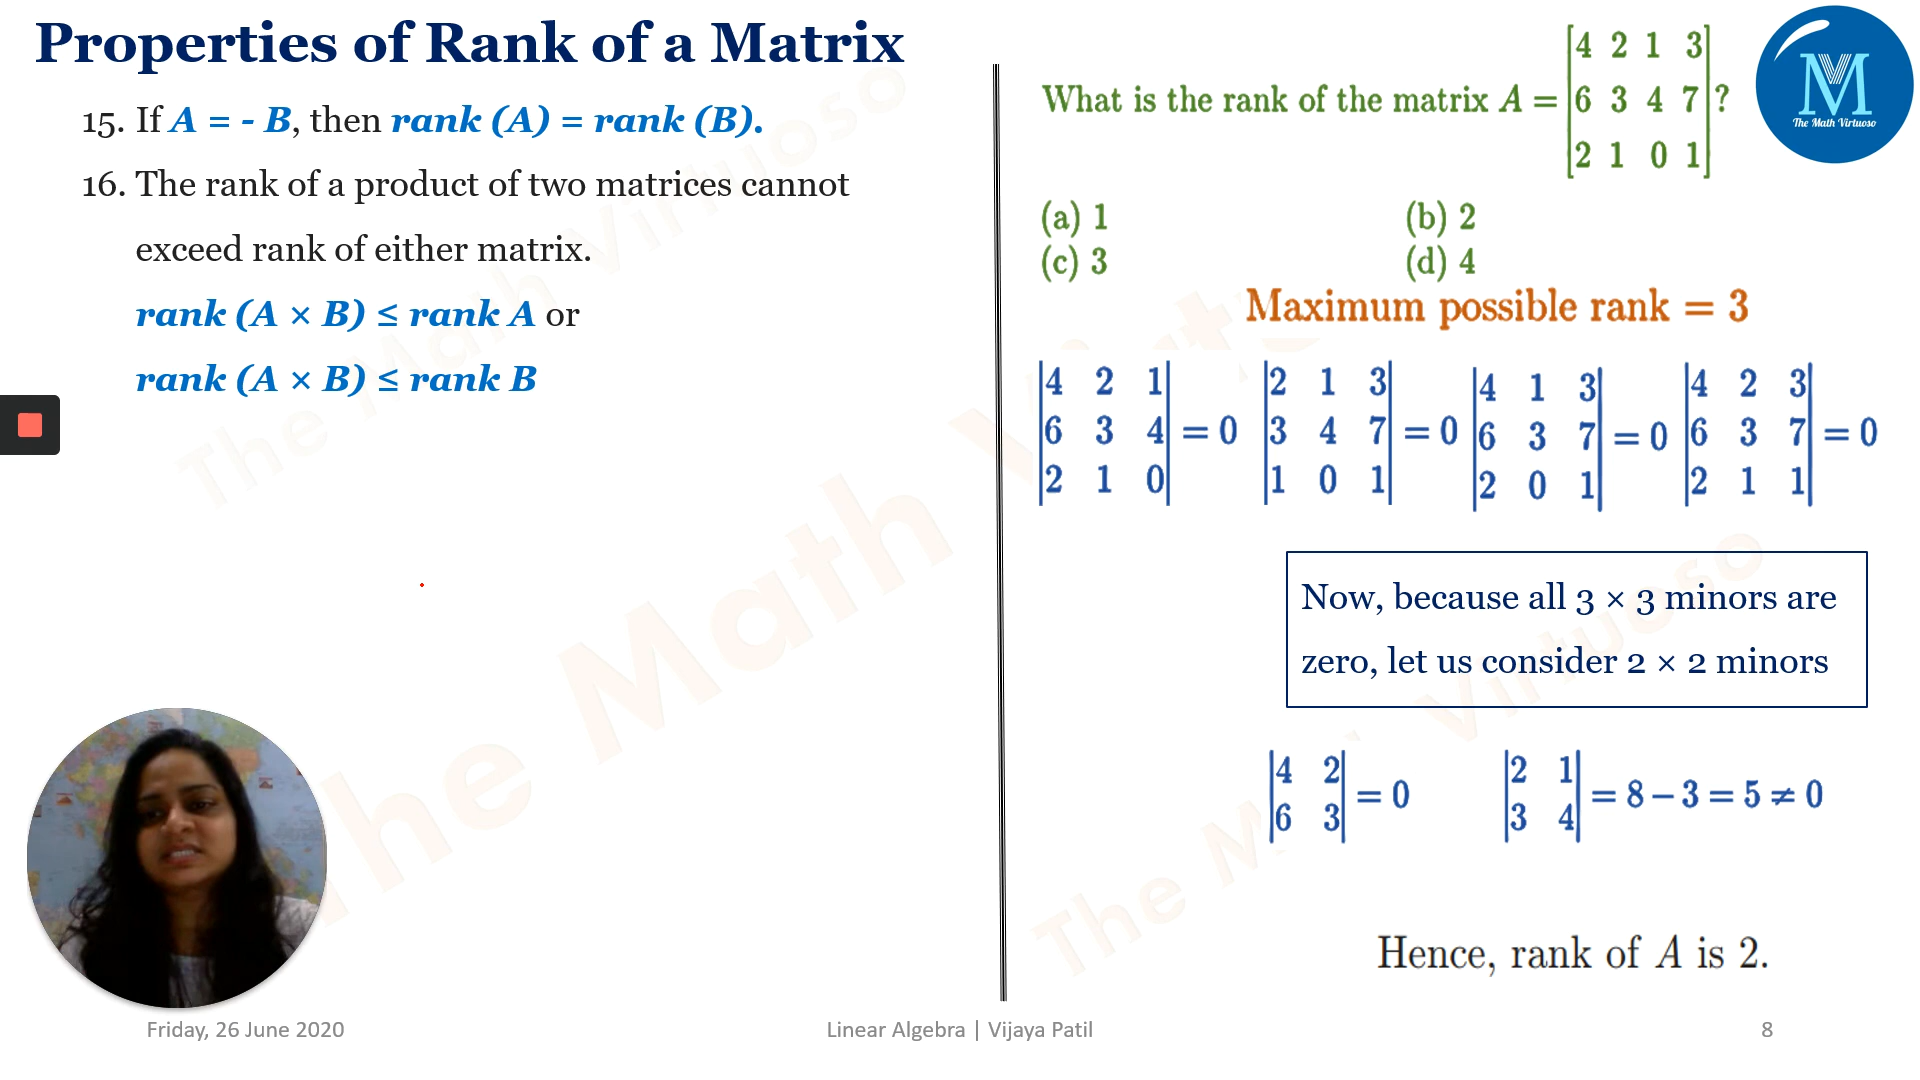 Properties of Rank of a Matrix
15. If A = - B, then rank (A) = rank (B).
16. The rank of a product of two matrices cannot
exceed rank of either matrix.
rank (A × B) ≤ rank A or
rank (A × B) ≤ rank B
What is the rank of the matrix A = [4 2 1 3
6 3 4 7
2 1 0 1]?
(a) 1 (b) 2
(c) 3 (d) 4
Maximum possible rank = 3
|4 2 1| |2 1 3| |4 1 3| |4 2 3|
|6 3 4| = 0 |3 4 7| = 0 |6 3 7| = 0 |6 3 7| = 0
|2 1 0| |1 0 1| |2 0 1| |2 1 1|
Now, because all 3 × 3 minors are
zero, let us consider 2 × 2 minors
|4 2| |2 1|
|6 3| = 0 |3 4| = 8 − 3 = 5 ≠ 0
Hence, rank of A is 2.
M
The Math Virtuoso
The Math Virtuoso
The Math Virtuoso
Friday, 26 June 2020
Linear Algebra | Vijaya Patil
8